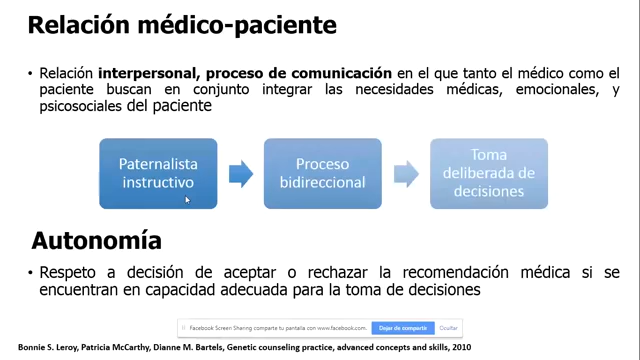 Relación médico-paciente
• Relación interpersonal, proceso de comunicación en el que tanto el médico como el
paciente buscan en conjunto integrar las necesidades médicas, emocionales, y
psicosociales del paciente
Paternalista
instructivo
Proceso
bidireccional
Toma
deliberada de
decisiones
Autonomía
• Respeto a decisión de aceptar o rechazar la recomendación médica si se
encuentran en capacidad adecuada para la toma de decisiones
Facebook Screen Sharing comparte tu pantalla con www.facebook.com.
Dejar de compartir
Ocultar
Bonnie S. Leroy, Patricia McCarthy, Dianne M. Bartels, Genetic counseling practice, advanced concepts and skills, 2010